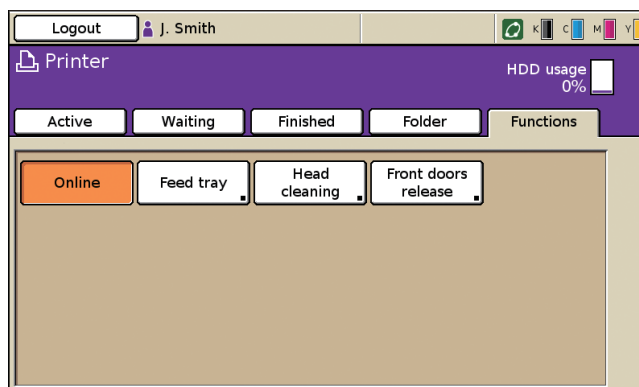 Logout
J. Smith
K C M Y
Printer
HDD usage
0%
Active
Waiting
Finished
Folder
Functions
Online
Feed tray
Head
cleaning
Front doors
release